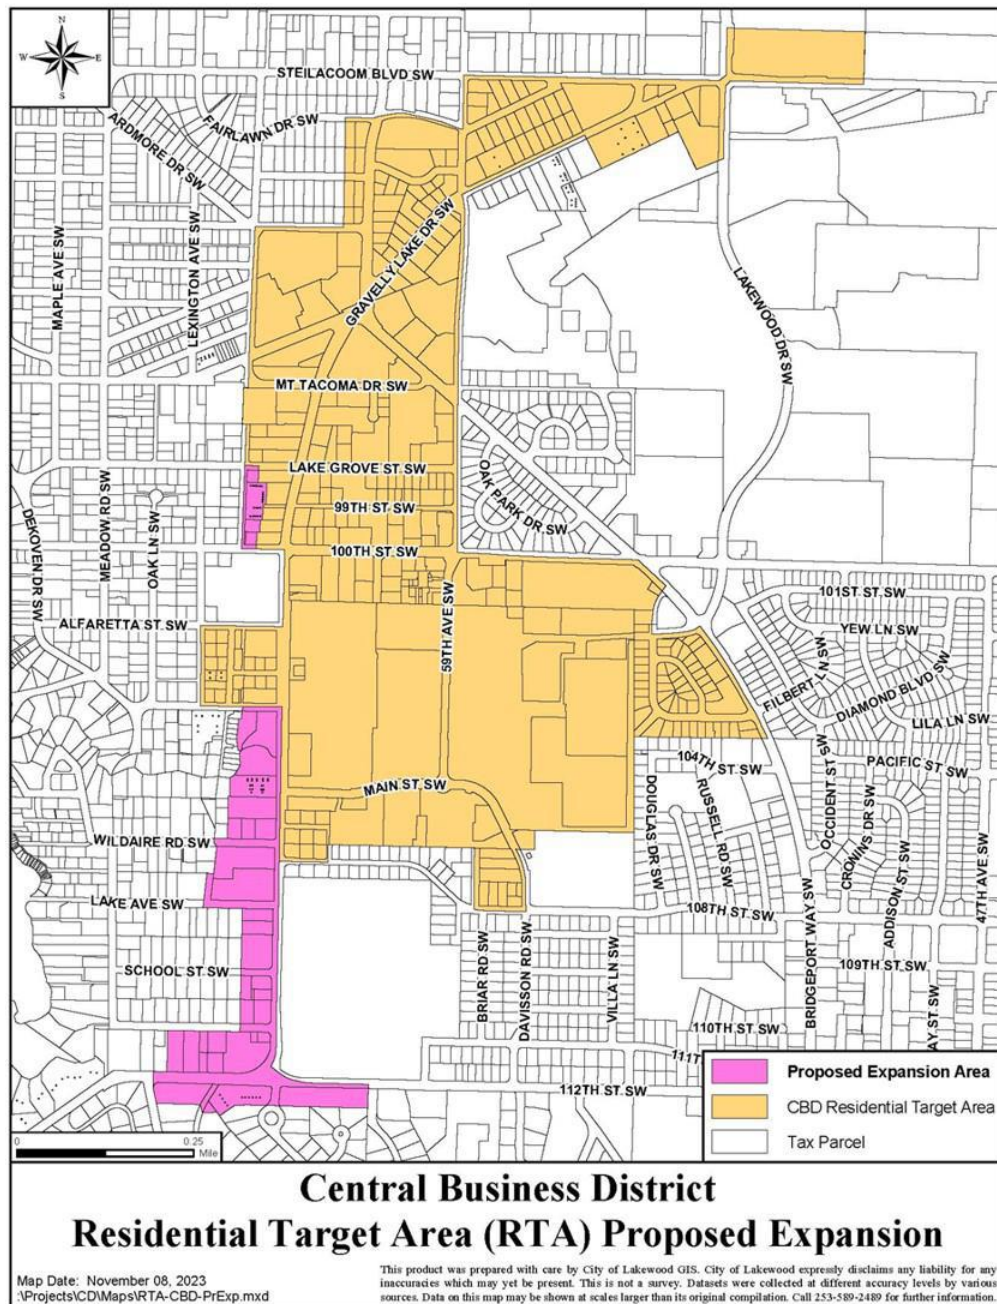 N
W
E
S
STEILACOOM BLVD SW
FAIRLAWN DR SW
ARDMORE DR SW
MAPLE AVE SW
LEXINGTON AVE SW
GRAVELLY LAKE DR SW
LAKEWOOD DR SW
MT TACOMA DR SW
LAKE GROVE ST SW
OAK PARK DR SW
99TH ST SW
DEKOVEN DR SW
MEADOW RD SW
OAK LN SW
100TH ST SW
59TH AVE SW
101ST ST SW
ALFARETTA ST SW
YEW LN SW
FILBERT LN SW
DIAMOND BLVD SW
LILA LN SW
104TH ST SW
PACIFIC ST SW
MAIN ST SW
DOUGLAS DR SW
RUSSELL RD SW
OCCIDENT ST SW
CRONINS DR SW
WILDAIRE RD SW
ADDISON ST SW
47TH AVE SW
LAKE AVE SW
108TH ST SW
BRIDGEPORT WAY SW
SCHOOL ST SW
BRIAR RD SW
DAVISSON RD SW
VILLA LN SW
109TH ST SW
110TH ST SW
AY ST SW
111T
112TH ST SW
Proposed Expansion Area
CBD Residential Target Area
Tax Parcel
0 0.25
Mile
Central Business District
Residential Target Area (RTA) Proposed Expansion
Map Date: November 08, 2023
:\Projects\CD\Maps\RTA-CBD-PrExp.mxd
This product was prepared with care by City of Lakewood GIS. City of Lakewood expressly disclaims any liability for any
inaccuracies which may yet be present. This is not a survey. Datasets were collected at different accuracy levels by various
sources. Data on this map may be shown at scales larger than its original compilation. Call 253-589-2489 for further information.